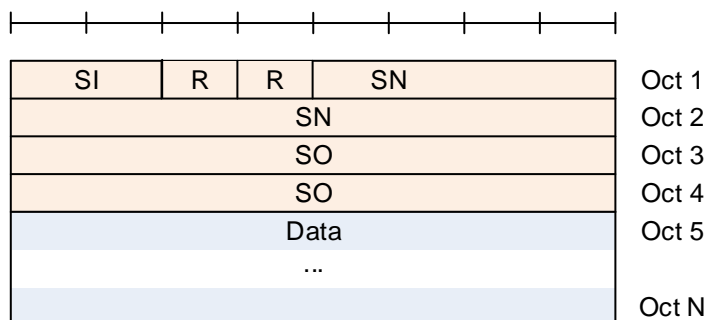 SI R R SN Oct 1
SN Oct 2
SO Oct 3
SO Oct 4
Data Oct 5
...
Oct N